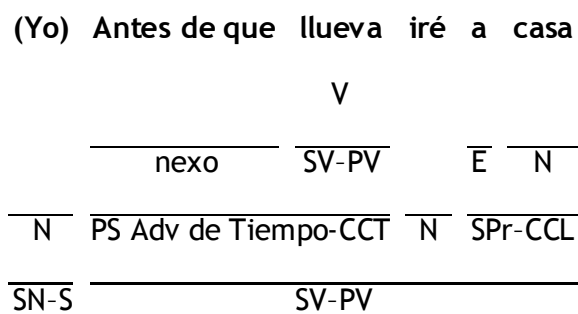 (Yo) Antes de que llueva iré a casa
V
nexo SV-PV E N
N PS Adv de Tiempo-CCT N SPr-CCL
SN-S SV-PV